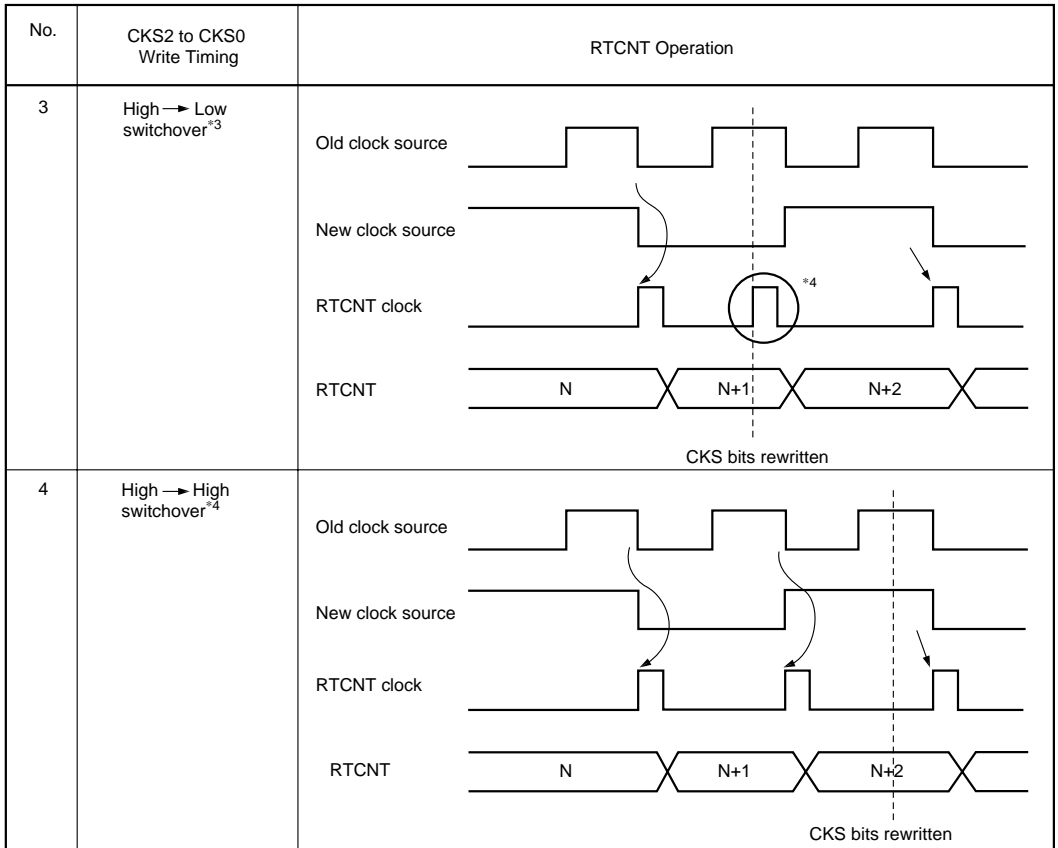 No.
CKS2 to CKS0
Write Timing
RTCNT Operation
3
High → Low
switchover*3
Old clock source
New clock source
RTCNT clock
*4
RTCNT
N
N+1
N+2
CKS bits rewritten
4
High → High
switchover*4
Old clock source
New clock source
RTCNT clock
RTCNT
N
N+1
N+2
CKS bits rewritten